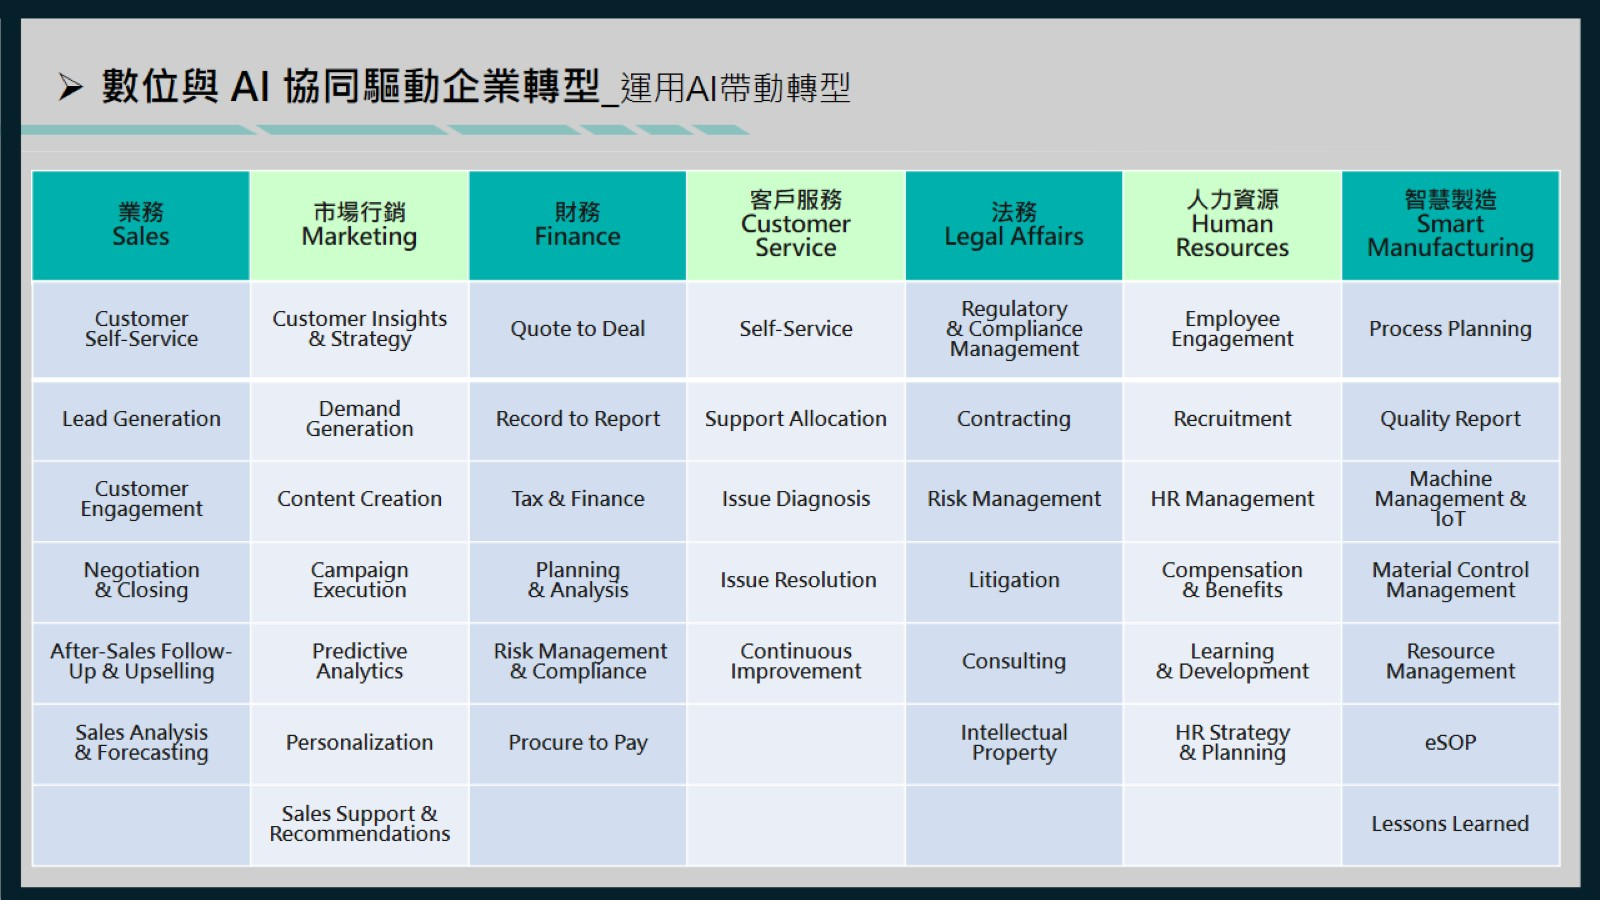 ➢ 數位與 AI 協同驅動企業轉型_運用AI帶動轉型
業務
Sales
市場行銷
Marketing
財務
Finance
客戶服務
Customer
Service
法務
Legal Affairs
人力資源
Human
Resources
智慧製造
Smart
Manufacturing
Customer
Self-Service
Customer Insights
& Strategy
Quote to Deal
Self-Service
Regulatory
& Compliance
Management
Employee
Engagement
Process Planning
Lead Generation
Demand
Generation
Record to Report
Support Allocation
Contracting
Recruitment
Quality Report
Customer
Engagement
Content Creation
Tax & Finance
Issue Diagnosis
Risk Management
HR Management
Machine
Management &
IoT
Negotiation
& Closing
Campaign
Execution
Planning
& Analysis
Issue Resolution
Litigation
Compensation
& Benefits
Material Control
Management
After-Sales Follow-
Up & Upselling
Predictive
Analytics
Risk Management
& Compliance
Continuous
Improvement
Consulting
Learning
& Development
Resource
Management
Sales Analysis
& Forecasting
Personalization
Procure to Pay
Intellectual
Property
HR Strategy
& Planning
eSOP
Sales Support &
Recommendations
Lessons Learned